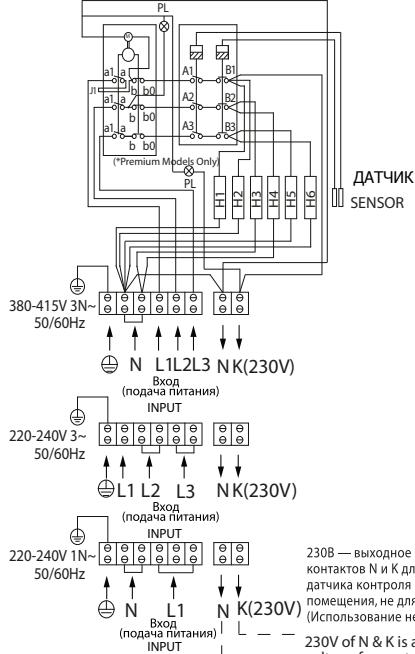 PL
M
a1 a
J1
b b0
a1 a
b b0
a1 a
b b0
A1 B1
A2 B2
A3 B3
(*Premium Models Only)
PL
H1 H2 H3 H4 H5 H6
ДАТЧИК
SENSOR
380-415V 3N~
50/60Hz
N L1L2L3 N K(230V)
Вход
(подача питания)
INPUT
220-240V 3~
50/60Hz
L1 L2 L3 N K(230V)
Вход
(подача питания)
INPUT
220-240V 1N~
50/60Hz
N L1 N K(230V)
Вход
(подача питания)
INPUT
230В — выходное
контактов N и K дл
датчика контроля
помещения, не для
(Использование не
230V of N & K is a